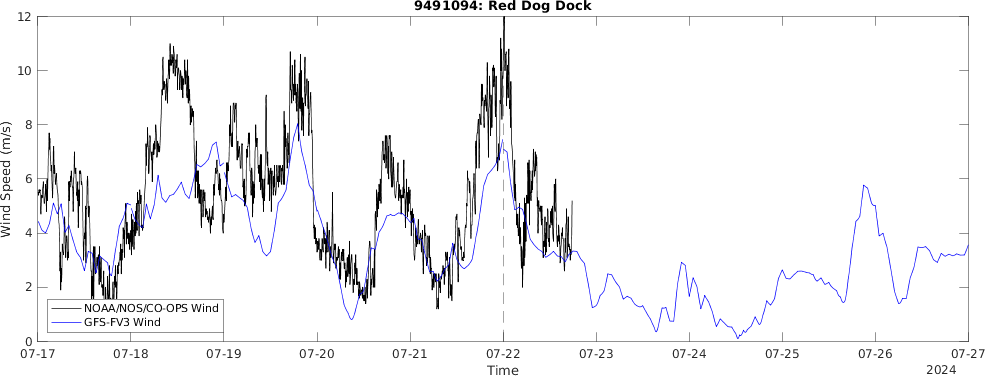 9491094: Red Dog Dock
12
10
8
6
4
2
0
Wind Speed (m/s)
NOAA/NOS/CO-OPS Wind
GFS-FV3 Wind
07-17 07-18 07-19 07-20 07-21 07-22 07-23 07-24 07-25 07-26 07-27
Time
2024